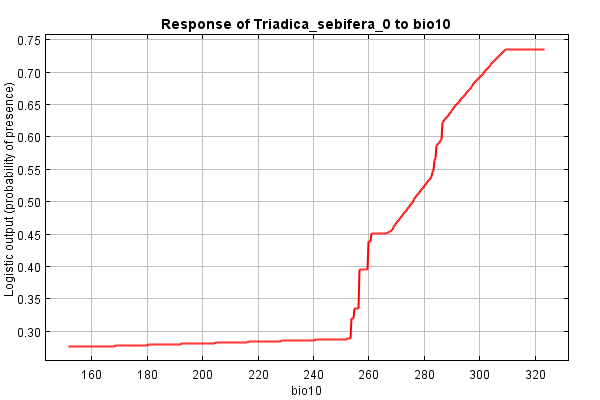 Response of Triadica_sebifera_0 to bio10
Logistic output (probability of presence)
0.75
0.70
0.65
0.60
0.55
0.50
0.45
0.40
0.35
0.30
160 180 200 220 240 260 280 300 320
bio10